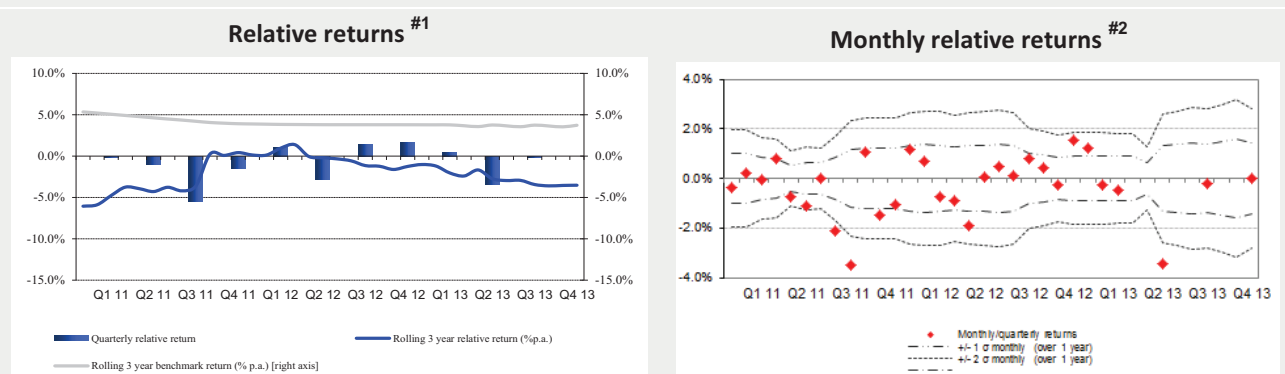 Relative returns #1
10.0% 10.0%
5.0% 5.0%
0.0% 0.0%
-5.0% -5.0%
-10.0% -10.0%
-15.0% -15.0%
Q1 11 Q2 11 Q3 11 Q4 11 Q1 12 Q2 12 Q3 12 Q4 12 Q1 13 Q2 13 Q3 13 Q4 13
Quarterly relative return Rolling 3 year relative return (%p.a.)
Rolling 3 year benchmark return (% p.a.) [right axis]
Monthly relative returns #2
4.0%
2.0%
0.0%
-2.0%
-4.0%
Q1 11 Q2 11 Q3 11 Q4 11 Q1 12 Q2 12 Q3 12 Q4 12 Q1 13 Q2 13 Q3 13 Q4 13
Monthly/quarterly returns
+/- 1 σ monthly (over 1 year)
+/- 2 σ monthly (over 1 year)